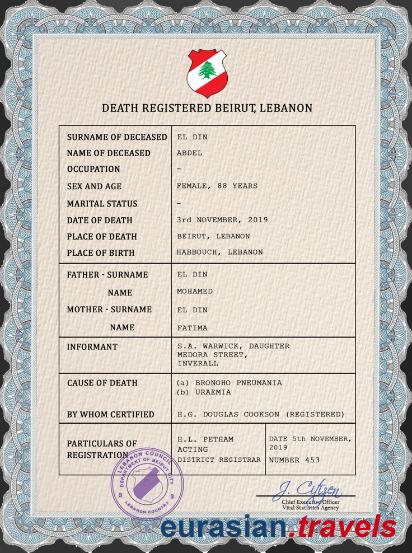 DEATH REGISTERED BEIRUT, LEBANON
SURNAME OF DECEASED EL DIN
NAME OF DECEASED ABDEL
OCCUPATION –
SEX AND AGE FEMALE, 88 YEARS
MARITAL STATUS –
DATE OF DEATH 3rd NOVEMBER, 2019
PLACE OF DEATH BEIRUT, LEBANON
PLACE OF BIRTH HABBOUCH, LEBANON
FATHER - SURNAME EL DIN
NAME MOHAMED
MOTHER - SURNAME EL DIN
NAME FATIMA
INFORMANT S.A. WARWICK, DAUGHTER
MEDORA STREET,
INVERALL
CAUSE OF DEATH (a) BRONOHO PNEUMANIA
(b) URAEMIA
BY WHOM CERTIFIED H.G. DOUGLAS COOKSON (REGISTERED)
PARTICULARS OF
REGISTRATION
H.L. PETHAM
ACTING
DISTRICT REGISTRAR
DATE 5th NOVEMBER,
2019
NUMBER 453
LEBANON COUNCIL
DEPARTMENT OF BEIRUT CITY
LEBANON COUNCIL
J. Citizen
Chief Executive Officer
Vital Statistics Agency
eurasian.travels